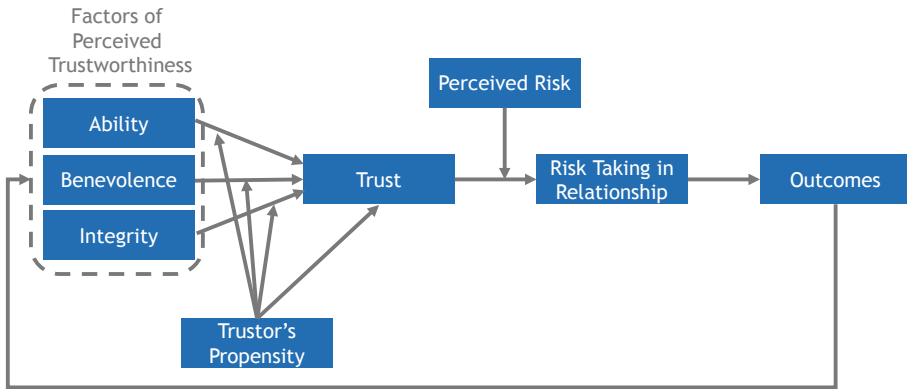 Factors of
Perceived
Trustworthiness
Ability
Benevolence
Integrity
Trust
Perceived Risk
Risk Taking in
Relationship
Outcomes
Trustor's
Propensity